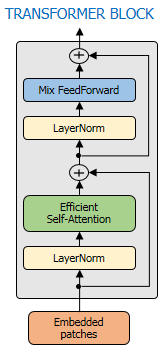 TRANSFORMER BLOCK
+
Mix FeedForward
LayerNorm
+
Efficient
Self-Attention
LayerNorm
Embedded
patches